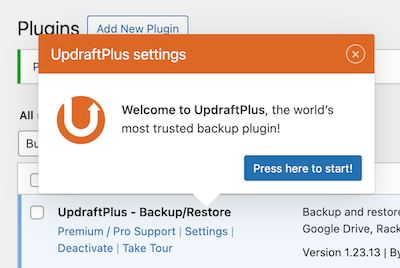 Plugins
Add New Plugin
UpdraftPlus settings
P
Welcome to UpdraftPlus, the world's
most trusted backup plugin!
All
Bu
Press here to start!
UpdraftPlus - Backup/Restore
Premium / Pro Support | Settings |
Deactivate | Take Tour
Backup and restore
Google Drive, Rack
Version 1.23.13 | By